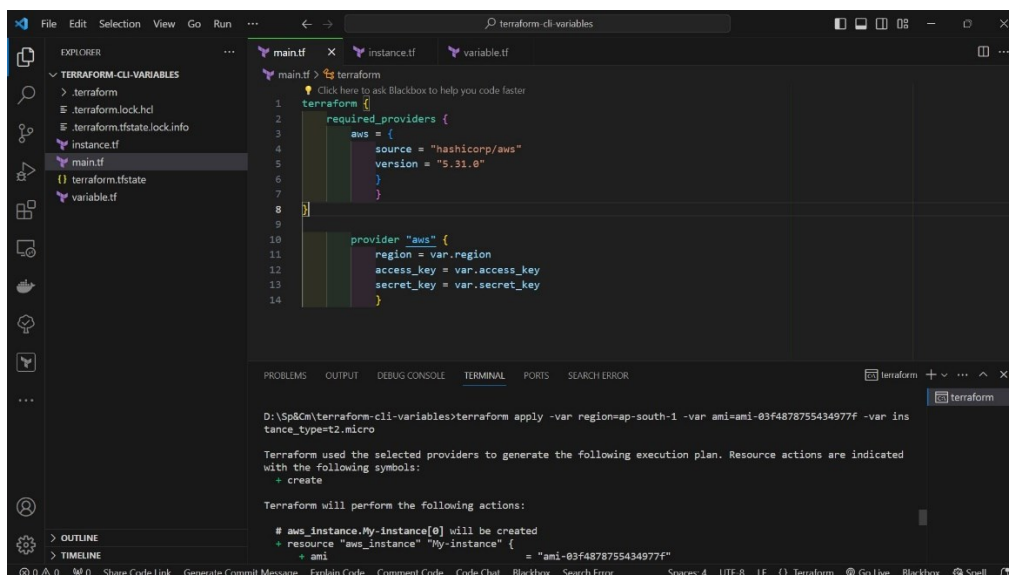 File Edit Selection View Go Run ...
terraform-cli-variables
EXPLORER ...
main.tf
instance.tf
variable.tf
TERRAFORM-CLI-VARIABLES
main.tf > terraform
.terraform
.terraform.lock.hcl
.terraform.tfstate.lock.info
instance.tf
main.tf
terraform.tfstate
variable.tf
Click here to ask Blackbox to help you code faster
1 terraform {
2 required_providers {
3 aws = {
4 source = "hashicorp/aws"
5 version = "5.31.0"
6 }
7 }
8 }
9
10 provider "aws" {
11 region = var.region
12 access_key = var.access_key
13 secret_key = var.secret_key
14 }
PROBLEMS OUTPUT DEBUG CONSOLE TERMINAL PORTS SEARCH ERROR
terraform
terraform
D:\Sp&Cm\terraform-cli-variables>terraform apply -var region=ap-south-1 -var ami=ami-03f4878755434977f -var ins
tance_type=t2.micro
Terraform used the selected providers to generate the following execution plan. Resource actions are indicated
with the following symbols:
+ create
Terraform will perform the following actions:
# aws_instance.My-instance[0] will be created
+ resource "aws_instance" "My-instance" {
+ ami = "ami-03f4878755434977f"
OUTLINE
TIMELINE
0 0 0 Share Code Link Generate Commit Message Explain Code Comment Code Code Chat Blackbox Search Error Spaces: 4 UTF-8 LF {} Terraform Go Live Blackbox Spell